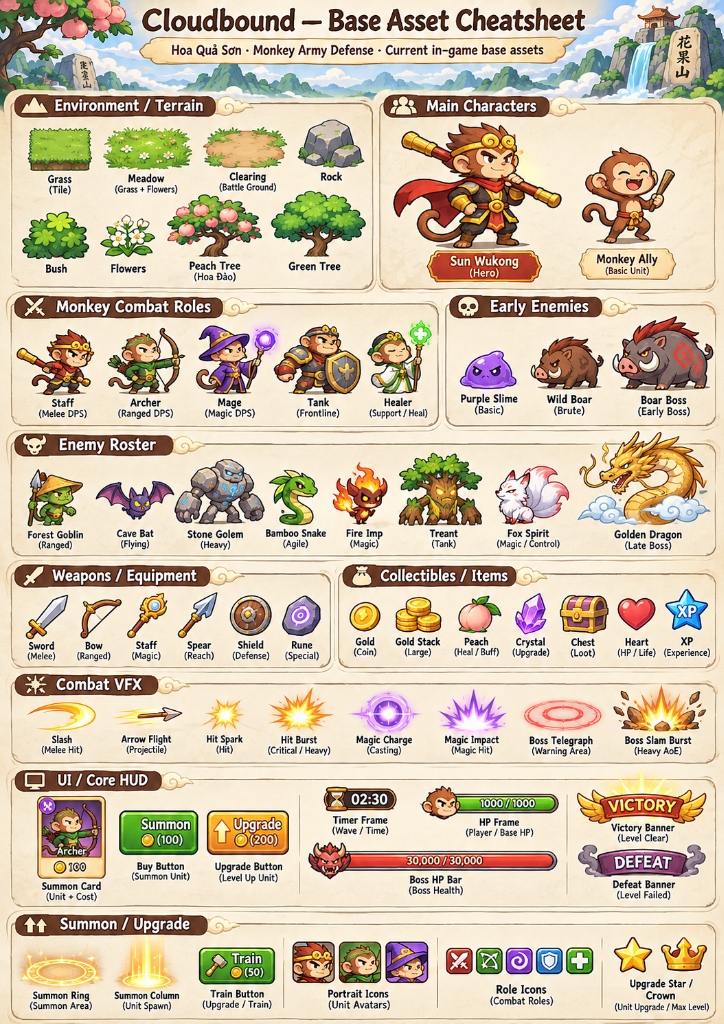 Cloudbound — Base Asset Cheatsheet
Hoa Quả Sơn · Monkey Army Defense · Current in-game base assets
花果山
Environment / Terrain
Grass
(Tile)
Meadow
(Grass + Flowers)
Clearing
(Battle Ground)
Rock
Bush
Flowers
Peach Tree
(Hoa Đào)
Green Tree
Main Characters
Sun Wukong
(Hero)
Monkey Ally
(Basic Unit)
Monkey Combat Roles
Staff
(Melee DPS)
Archer
(Ranged DPS)
Mage
(Magic DPS)
Tank
(Frontline)
Healer
(Support / Heal)
Early Enemies
Purple Slime
(Basic)
Wild Boar
(Brute)
Boar Boss
(Early Boss)
Enemy Roster
Forest Goblin
(Ranged)
Cave Bat
(Flying)
Stone Golem
(Heavy)
Bamboo Snake
(Agile)
Fire Imp
(Magic)
Treant
(Tank)
Fox Spirit
(Magic / Control)
Golden Dragon
(Late Boss)
Weapons / Equipment
Sword
(Melee)
Bow
(Ranged)
Staff
(Magic)
Spear
(Reach)
Shield
(Defense)
Rune
(Special)
Collectibles / Items
Gold
(Coin)
Gold Stack
(Large)
Peach
(Heal / Buff)
Crystal
(Upgrade)
Chest
(Loot)
Heart
(HP / Life)
XP
XP
(Experience)
Combat VFX
Slash
(Melee Hit)
Arrow Flight
(Projectile)
Hit Spark
(Hit)
Hit Burst
(Critical / Heavy)
Magic Charge
(Casting)
Magic Impact
(Magic Hit)
Boss Telegraph
(Warning Area)
Boss Slam Burst
(Heavy AoE)
UI / Core HUD
Archer
100
Summon Card
(Unit + Cost)
Summon
(100)
Buy Button
(Summon Unit)
Upgrade
(200)
Upgrade Button
(Level Up Unit)
02:30
Timer Frame
(Wave / Time)
1000 / 1000
HP Frame
(Player / Base HP)
30,000 / 30,000
Boss HP Bar
(Boss Health)
VICTORY
Victory Banner
(Level Clear)
DEFEAT
Defeat Banner
(Level Failed)
Summon / Upgrade
Summon Ring
(Summon Area)
Summon Column
(Unit Spawn)
Train
(50)
Train Button
(Upgrade / Train)
Portrait Icons
(Unit Avatars)
Role Icons
(Combat Roles)
Upgrade Star /
Crown
(Unit Upgrade / Max Level)